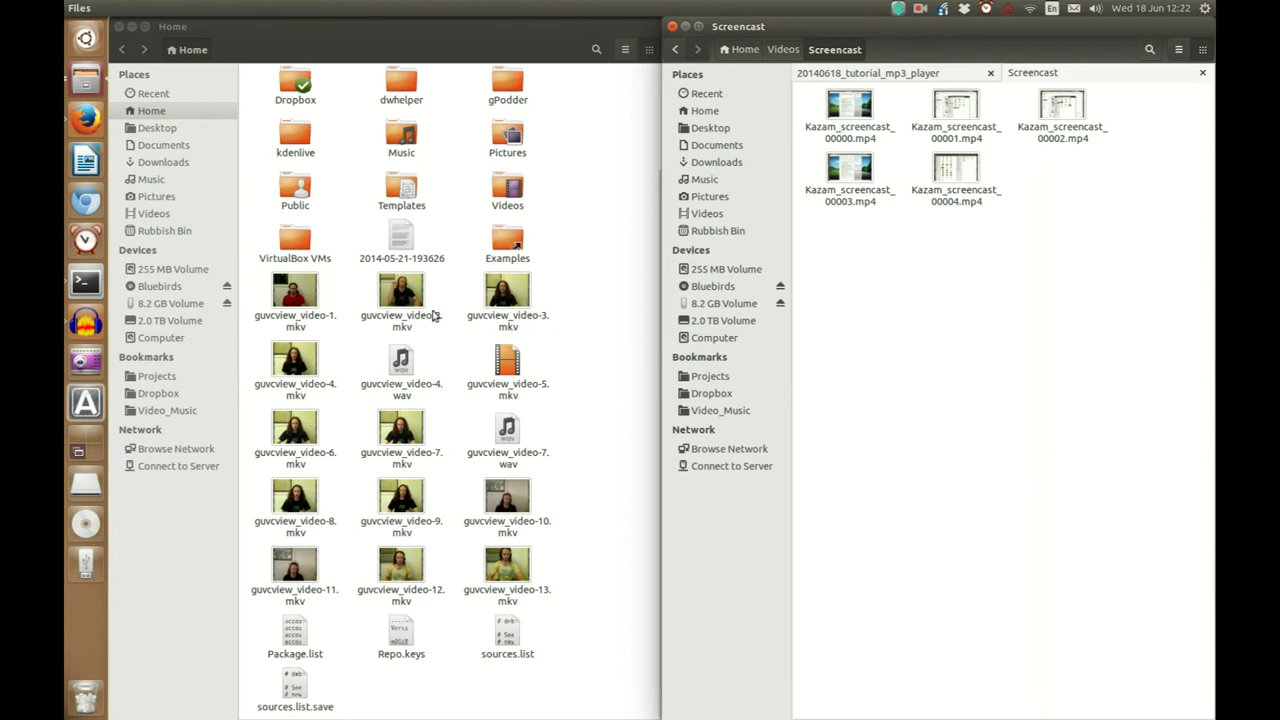 Files
En
Wed 18 Jun 12:22
Home
Home
Places
Recent
Home
Desktop
Documents
Downloads
Music
Pictures
Videos
Rubbish Bin
Devices
255 MB Volume
Bluebirds
8.2 GB Volume
2.0 TB Volume
Computer
Bookmarks
Projects
Dropbox
Video_Music
Network
Browse Network
Connect to Server
Dropbox
dwhelper
gPodder
kdenlive
Music
Pictures
Public
Templates
Videos
VirtualBox VMs
2014-05-21-193626
Examples
guvcview_video-1.
mkv
guvcview_video-2.
mkv
guvcview_video-3.
mkv
guvcview_video-4.
mkv
guvcview_video-4.
wav
guvcview_video-5.
mkv
guvcview_video-6.
mkv
guvcview_video-7.
mkv
guvcview_video-7.
wav
guvcview_video-8.
mkv
guvcview_video-9.
mkv
guvcview_video-10.
mkv
guvcview_video-11.
mkv
guvcview_video-12.
mkv
guvcview_video-13.
mkv
Package.list
Repo.keys
sources.list
sources.list.save
Screencast
Home Videos Screencast
Places
Recent
Home
Desktop
Documents
Downloads
Music
Pictures
Videos
Rubbish Bin
Devices
255 MB Volume
Bluebirds
8.2 GB Volume
2.0 TB Volume
Computer
Bookmarks
Projects
Dropbox
Video_Music
Network
Browse Network
Connect to Server
20140618_tutorial_mp3_player
Screencast
Kazam_screencast_
00000.mp4
Kazam_screencast_
00001.mp4
Kazam_screencast_
00002.mp4
Kazam_screencast_
00003.mp4
Kazam_screencast_
00004.mp4